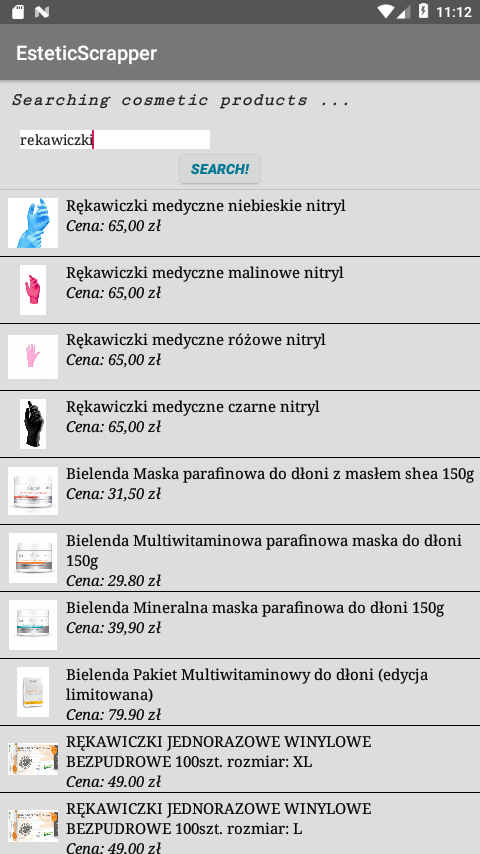 11:12
EsteticScrapper
Searching cosmetic products ...
rekawiczki
SEARCH!
Rękawiczki medyczne niebieskie nitryl
Cena: 65,00 zł
Rękawiczki medyczne malinowe nitryl
Cena: 65,00 zł
Rękawiczki medyczne różowe nitryl
Cena: 65,00 zł
Rękawiczki medyczne czarne nitryl
Cena: 65,00 zł
Bielenda Maska parafinowa do dłoni z masłem shea 150g
Cena: 31,50 zł
Bielenda Multiwitaminowa parafinowa maska do dłoni
150g
Cena: 29.80 zł
Bielenda Mineralna maska parafinowa do dłoni 150g
Cena: 39,90 zł
Bielenda Pakiet Multiwitaminowy do dłoni (edycja
limitowana)
Cena: 79.90 zł
RĘKAWICZKI JEDNORAZOWE WINYLOWE
BEZPUDROWE 100szt. rozmiar: XL
Cena: 49.00 zł
RĘKAWICZKI JEDNORAZOWE WINYLOWE
BEZPUDROWE 100szt. rozmiar: L
Cena: 49.00 zł